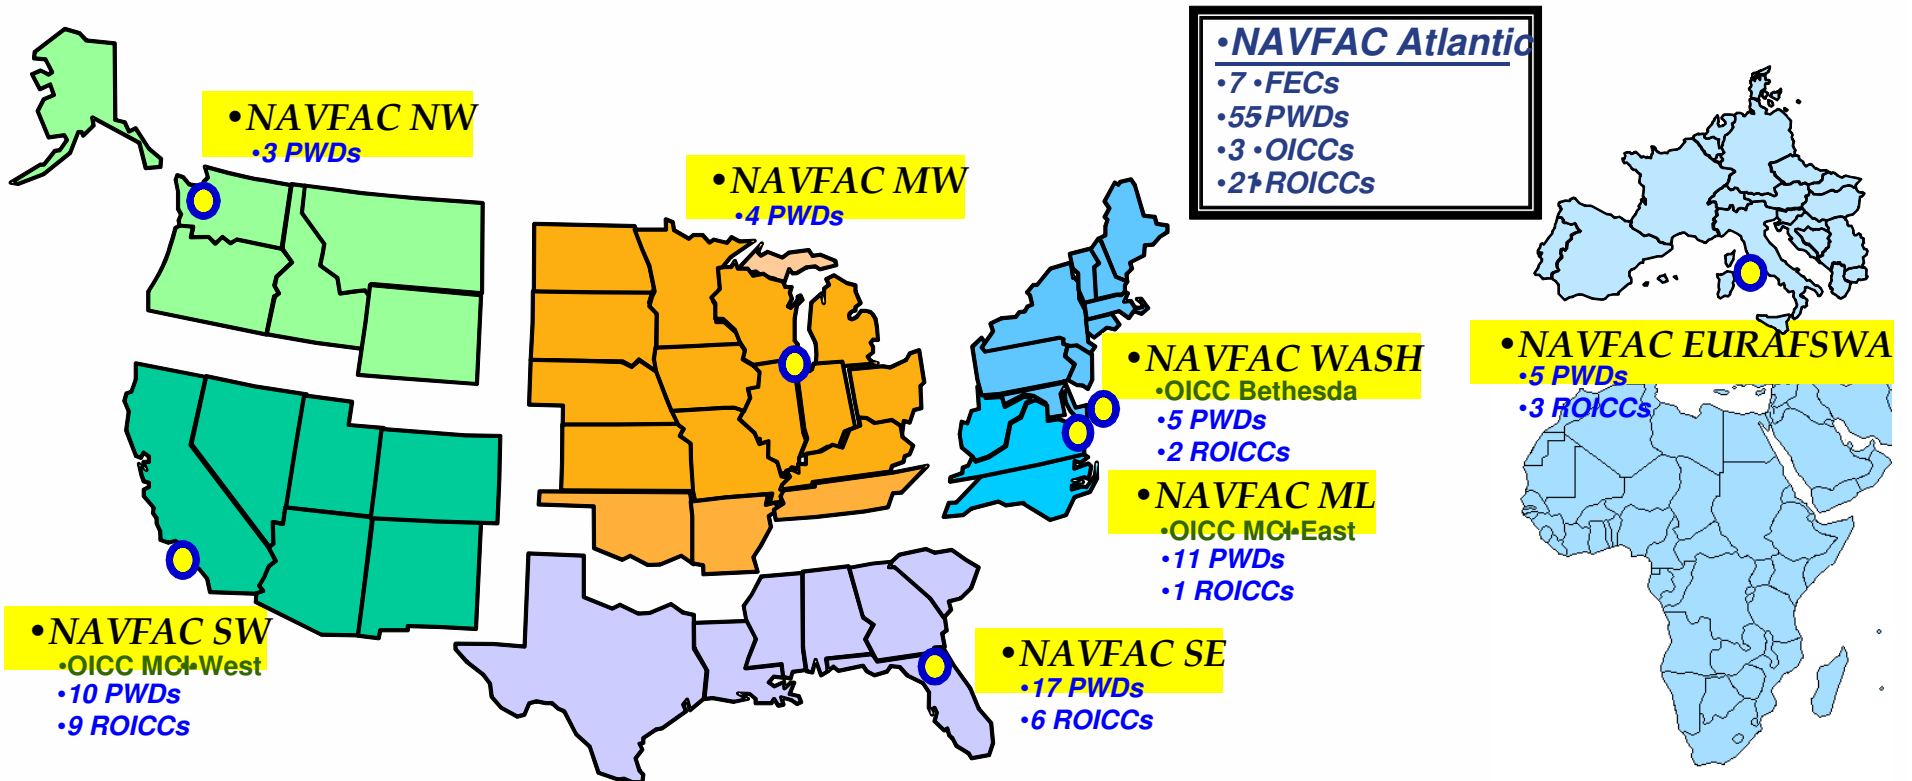 •NAVFAC Atlantic
•7 •FECs
•55•PWDs
•3 •OICCs
•21•ROICCs
•NAVFAC NW
•3 PWDs
•NAVFAC MW
•4 PWDs
•NAVFAC WASH
•OICC Bethesda
•5 PWDs
•2 ROICCs
•NAVFAC EURAFSWA
•5 PWDs
•3 ROICCs
•NAVFAC ML
•OICC MCI•East
•11 PWDs
•1 ROICCs
•NAVFAC SW
•OICC MCI•West
•10 PWDs
•9 ROICCs
•NAVFAC SE
•17 PWDs
•6 ROICCs